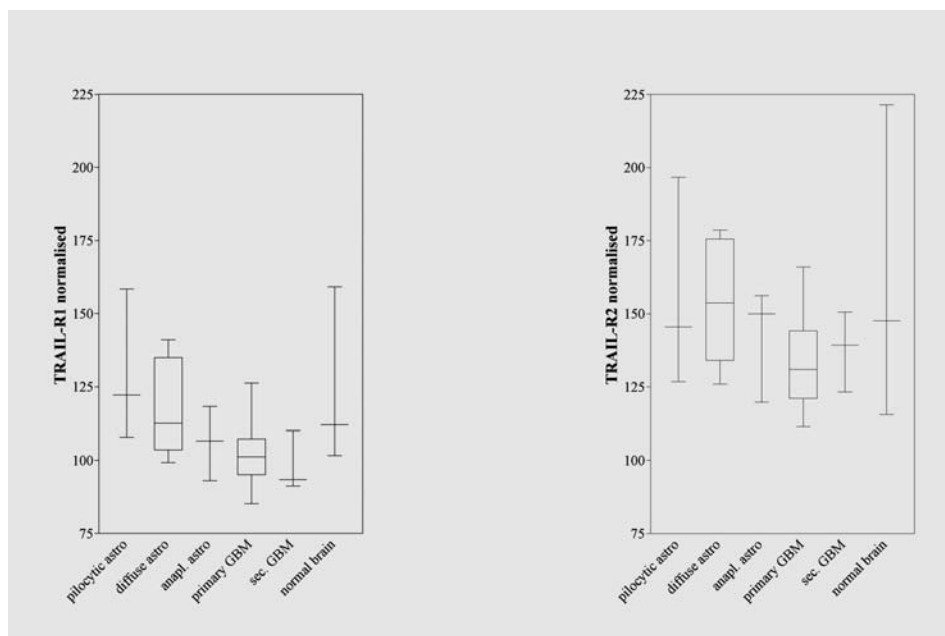 TRAIL-R1 normalised
225
200
175
150
125
100
75
pilocytic astro
diffuse astro
anapl. astro
primary GBM
sec. GBM
normal brain
TRAIL-R2 normalised
225
200
175
150
125
100
75
pilocytic astro
diffuse astro
anapl. astro
primary GBM
sec. GBM
normal brain